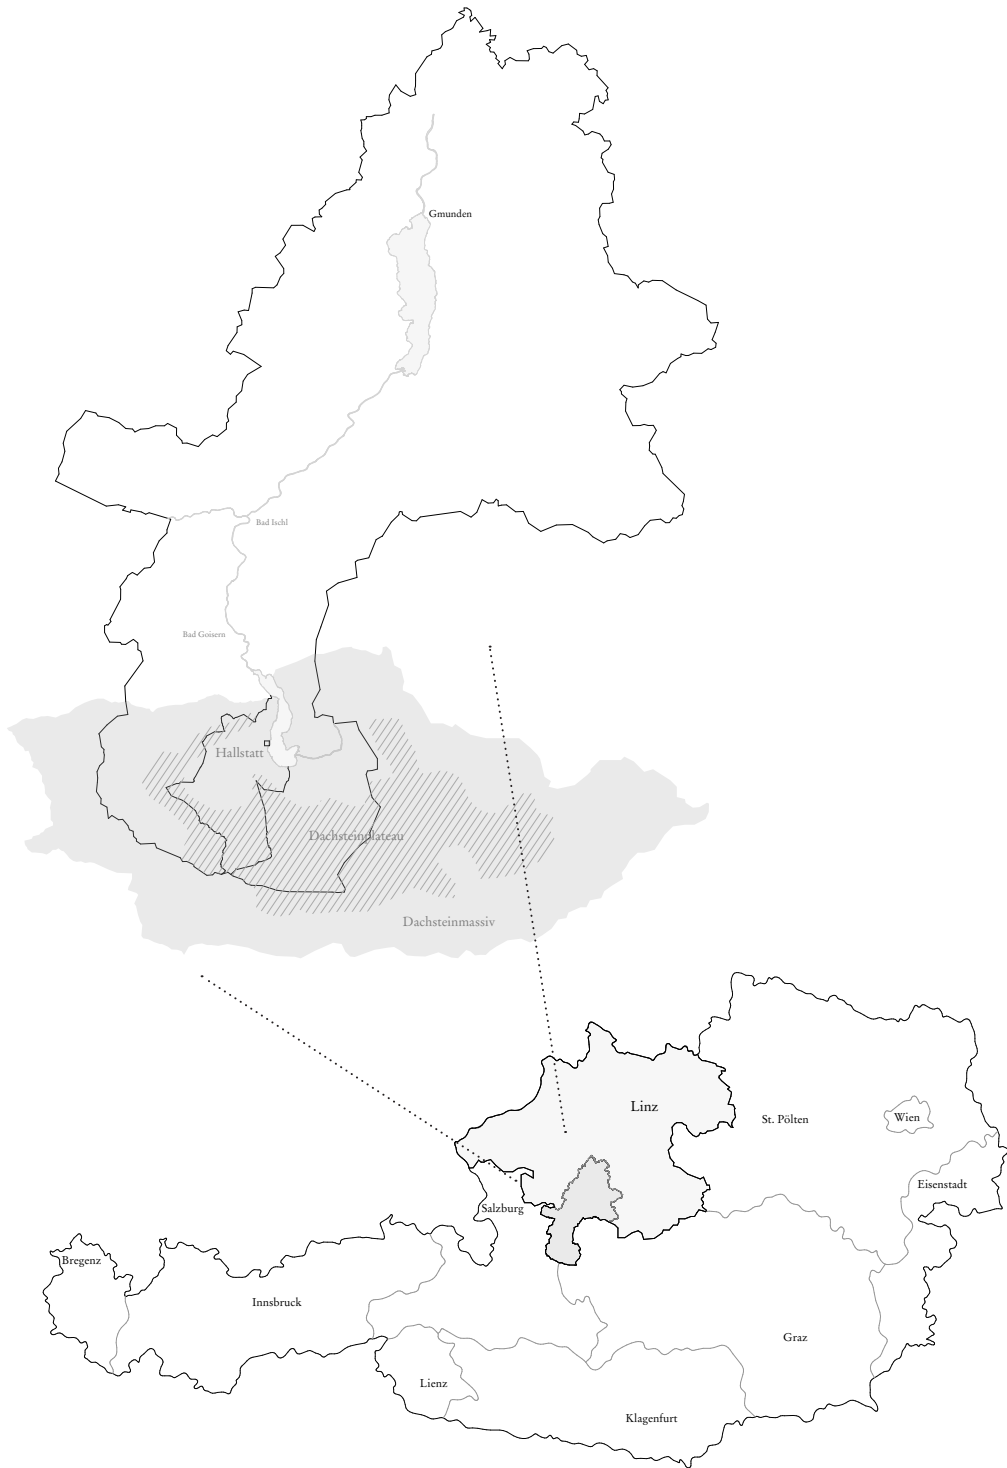 Gmunden
Bad Ischl
Bad Goisern
Hallstatt
Dachsteinplateau
Dachsteinmassiv
Linz
Wien
St. Pölten
Eisenstadt
Salzburg
Bregenz
Innsbruck
Graz
Lienz
Klagenfurt